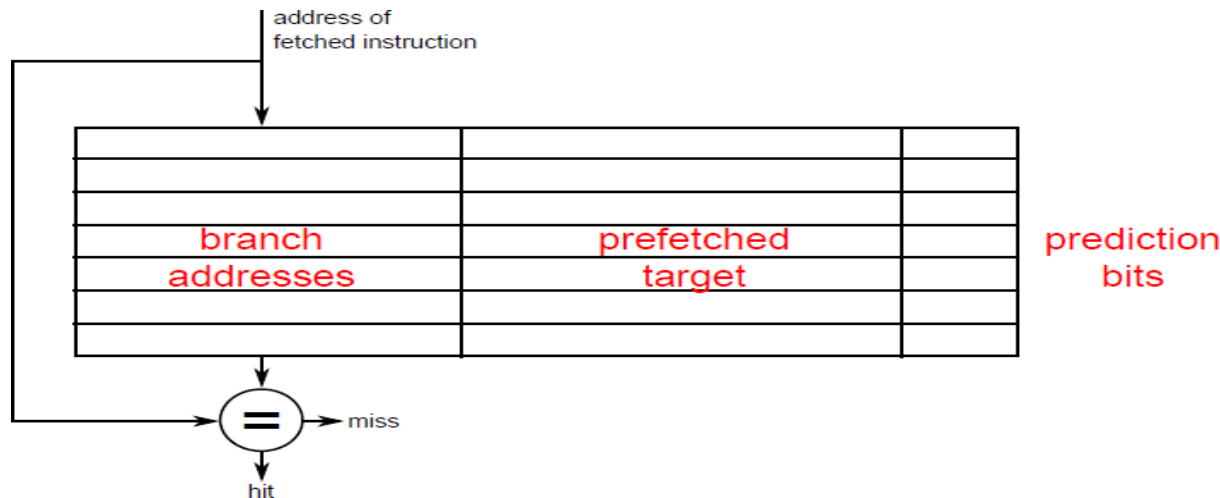 address of
fetched instruction
branch
addresses
prefetched
target
prediction
bits
=
miss
hit